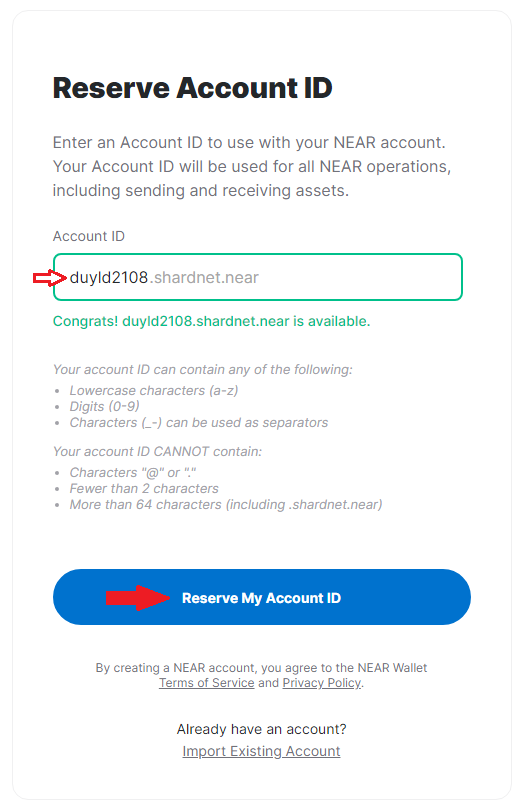 Reserve Account ID
Enter an Account ID to use with your NEAR account.
Your Account ID will be used for all NEAR operations,
including sending and receiving assets.
Account ID
duyld2108.shardnet.near
Congrats! duyld2108.shardnet.near is available.
Your account ID can contain any of the following:
• Lowercase characters (a-z)
• Digits (0-9)
• Characters (_-) can be used as separators
Your account ID CANNOT contain:
• Characters "@" or "."
• Fewer than 2 characters
• More than 64 characters (including .shardnet.near)
Reserve My Account ID
By creating a NEAR account, you agree to the NEAR Wallet
Terms of Service and Privacy Policy.
Already have an account?
Import Existing Account